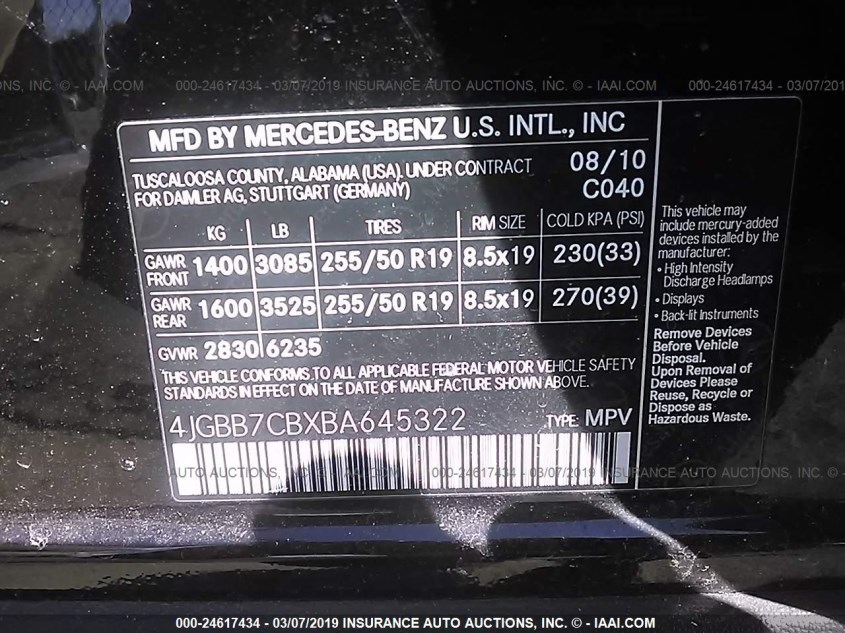 INC. © - IAAI.COM 000-24617434 - 03/07/2019 INSURANCE AUTO AUCTIONS, INC. © - IAAI.COM 000-24617434 - 03/07/2019
MFD BY MERCEDES-BENZ U.S. INTL., INC
TUSCALOOSA COUNTY, ALABAMA (USA), UNDER CONTRACT 08/10
FOR DAIMLER AG, STUTTGART (GERMANY) C040
KG LB TIRES RIM SIZE COLD KPA (PSI)
GAWR
FRONT 1400 3085 255/50 R19 8.5x19 230(33)
GAWR
REAR 1600 3525 255/50 R19 8.5x19 270(39)
GVWR 2830 6235
THIS VEHICLE CONFORMS TO ALL APPLICABLE FEDERAL MOTOR VEHICLE SAFETY
STANDARDS IN EFFECT ON THE DATE OF MANUFACTURE SHOWN ABOVE.
4JGBB7CBXBA645322 TYPE: MPV
This vehicle may
include mercury-added
devices installed by the
manufacturer:
• High Intensity
Discharge Headlamps
• Displays
• Back-lit Instruments
Remove Devices
Before Vehicle
Disposal.
Upon Removal of
Devices Please
Reuse, Recycle or
Dispose as
Hazardous Waste.
AUTO AUCTIONS, INC. © - IAAI.COM 000-24617434 - 03/07/2019 INSURANCE AUTO AUCTIONS, INC. ©
000-24617434 - 03/07/2019 INSURANCE AUTO AUCTIONS, INC. © - IAAI.COM